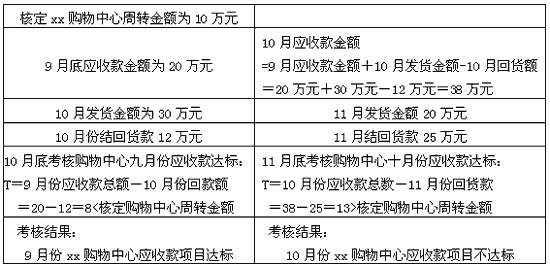 核定 xx 购物中心周转金额为 10 万元
9 月底应收款金额为 20 万元
10 月应收款金额
=9 月应收款金额＋10 月发货金额-10 月回货额
＝20 万元＋30 万元－12 万元＝38 万元
10 月发货金额为 30 万元
11 月发货金额 20 万元
10 月份结回货款 12 万元
11 月结回货款 25 万元
10 月底考核购物中心九月份应收款达标：
T＝9 月份应收款总额－10 月份回款额
＝20－12＝8<核定购物中心周转金额
11 月底考核购物中心十月份应收款达标：
T＝10 月份应收款总数－11 月份回货款
＝38－25＝13>核定购物中心周转金额
考核结果：
9 月份 xx 购物中心应收款项目达标
考核结果：
10 月份 xx 购物中心应收款项目不达标